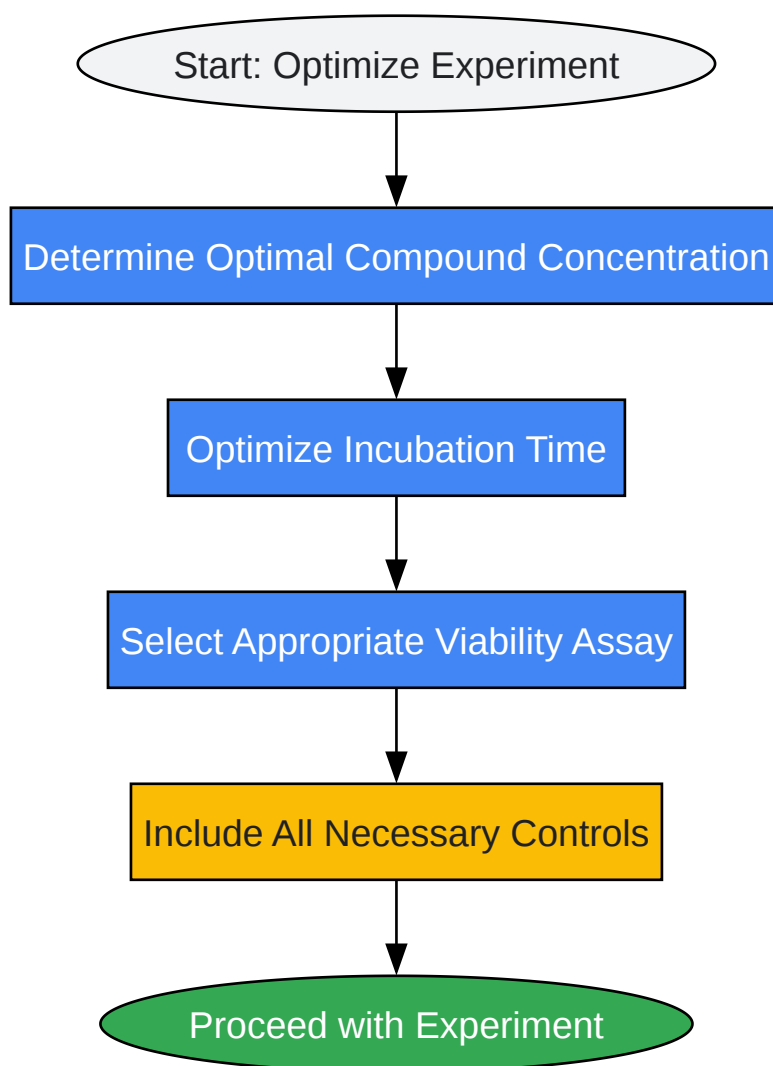 Start: Optimize Experiment
Determine Optimal Compound Concentration
Optimize Incubation Time
Select Appropriate Viability Assay
Include All Necessary Controls
Proceed with Experiment